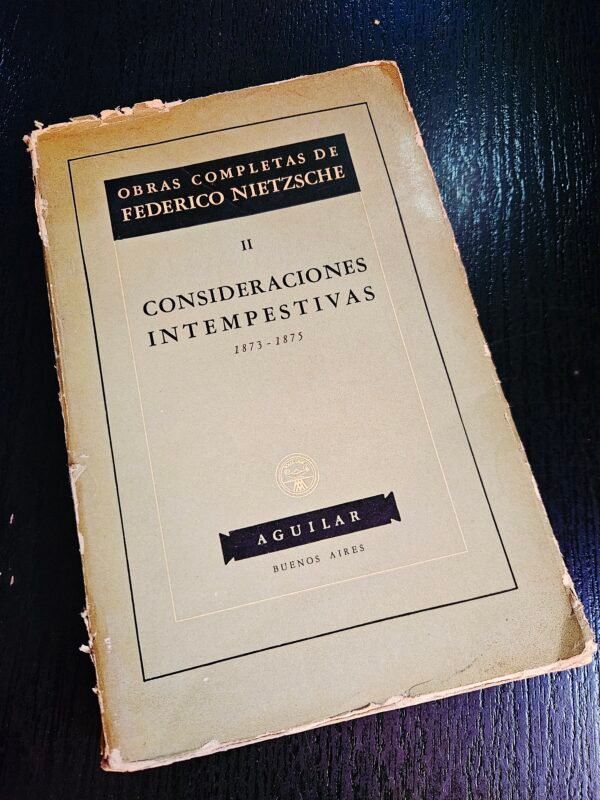 OBRAS COMPLETAS DE
FEDERICO NIETZSCHE
II
CONSIDERACIONES
INTEMPESTIVAS
1873-1875
AGUILAR
BUENOS AIRES